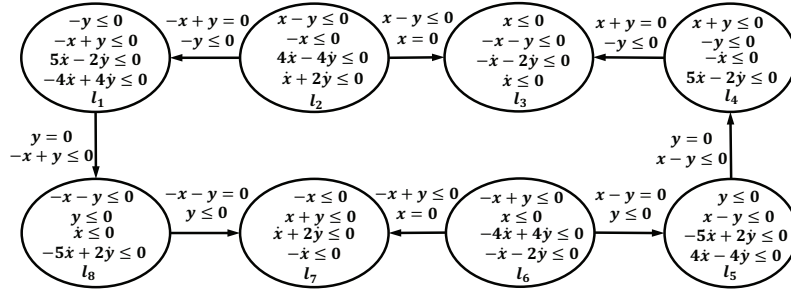 −y ≤ 0
−x + y ≤ 0
5ẋ − 2ẏ ≤ 0
−4ẋ + 4ẏ ≤ 0
l₁
−x + y = 0
−y ≤ 0
x − y ≤ 0
−x ≤ 0
4ẋ − 4ẏ ≤ 0
ẋ + 2ẏ ≤ 0
l₂
x − y ≤ 0
x = 0
x ≤ 0
−x − y ≤ 0
−ẋ − 2ẏ ≤ 0
ẋ ≤ 0
l₃
x + y = 0
−y ≤ 0
x + y ≤ 0
−y ≤ 0
−ẋ ≤ 0
5ẋ − 2ẏ ≤ 0
l₄
y = 0
−x + y ≤ 0
y = 0
x − y ≤ 0
−x − y ≤ 0
y ≤ 0
ẋ ≤ 0
−5ẋ + 2ẏ ≤ 0
l₈
−x − y = 0
y ≤ 0
−x ≤ 0
x + y ≤ 0
ẋ + 2ẏ ≤ 0
−ẋ ≤ 0
l₇
−x + y ≤ 0
x = 0
−x + y ≤ 0
x ≤ 0
−4ẋ + 4ẏ ≤ 0
−ẋ − 2ẏ ≤ 0
l₆
x − y = 0
y ≤ 0
y ≤ 0
x − y ≤ 0
−5ẋ + 2ẏ ≤ 0
4ẋ − 4ẏ ≤ 0
l₅